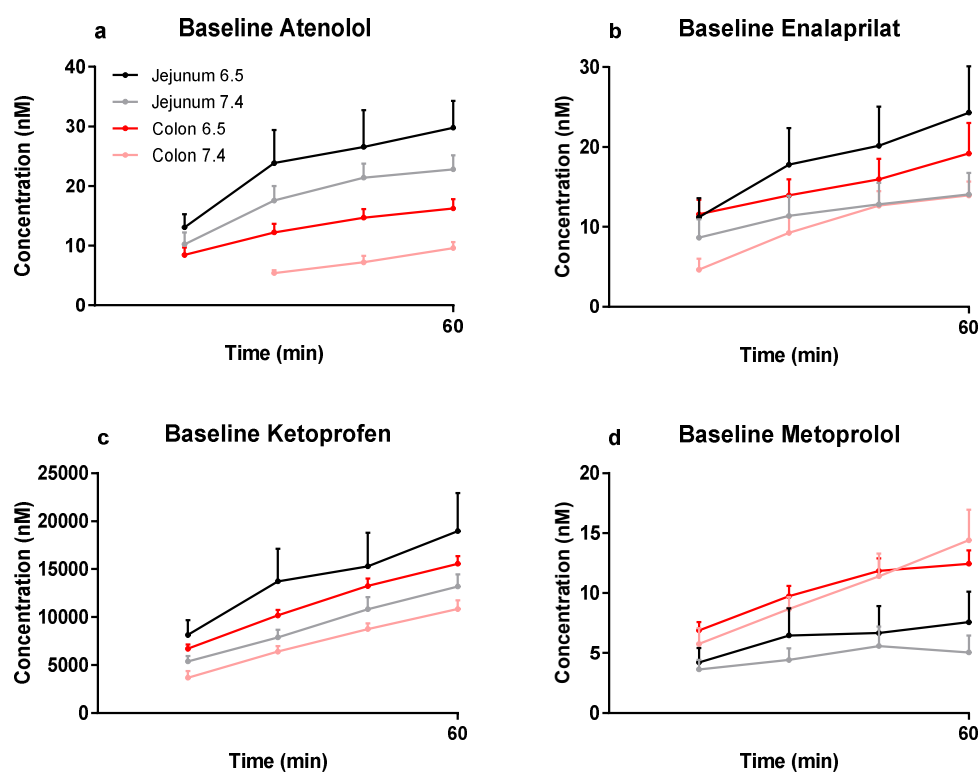 a Baseline Atenolol
Concentration (nM)
40
30
20
10
0
Jejunum 6.5
Jejunum 7.4
Colon 6.5
Colon 7.4
60
Time (min)
b Baseline Enalaprilat
Concentration (nM)
30
20
10
0
60
Time (min)
c Baseline Ketoprofen
Concentration (nM)
25000
20000
15000
10000
5000
0
60
Time (min)
d Baseline Metoprolol
Concentration (nM)
20
15
10
5
0
60
Time (min)